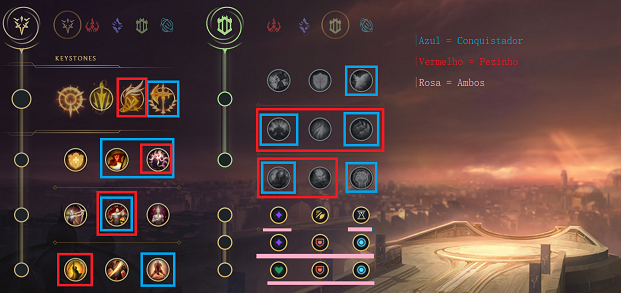 KEYSTONES
|Azul = Conquistador
|Vermelho = Pezinho
|Rosa = Ambos